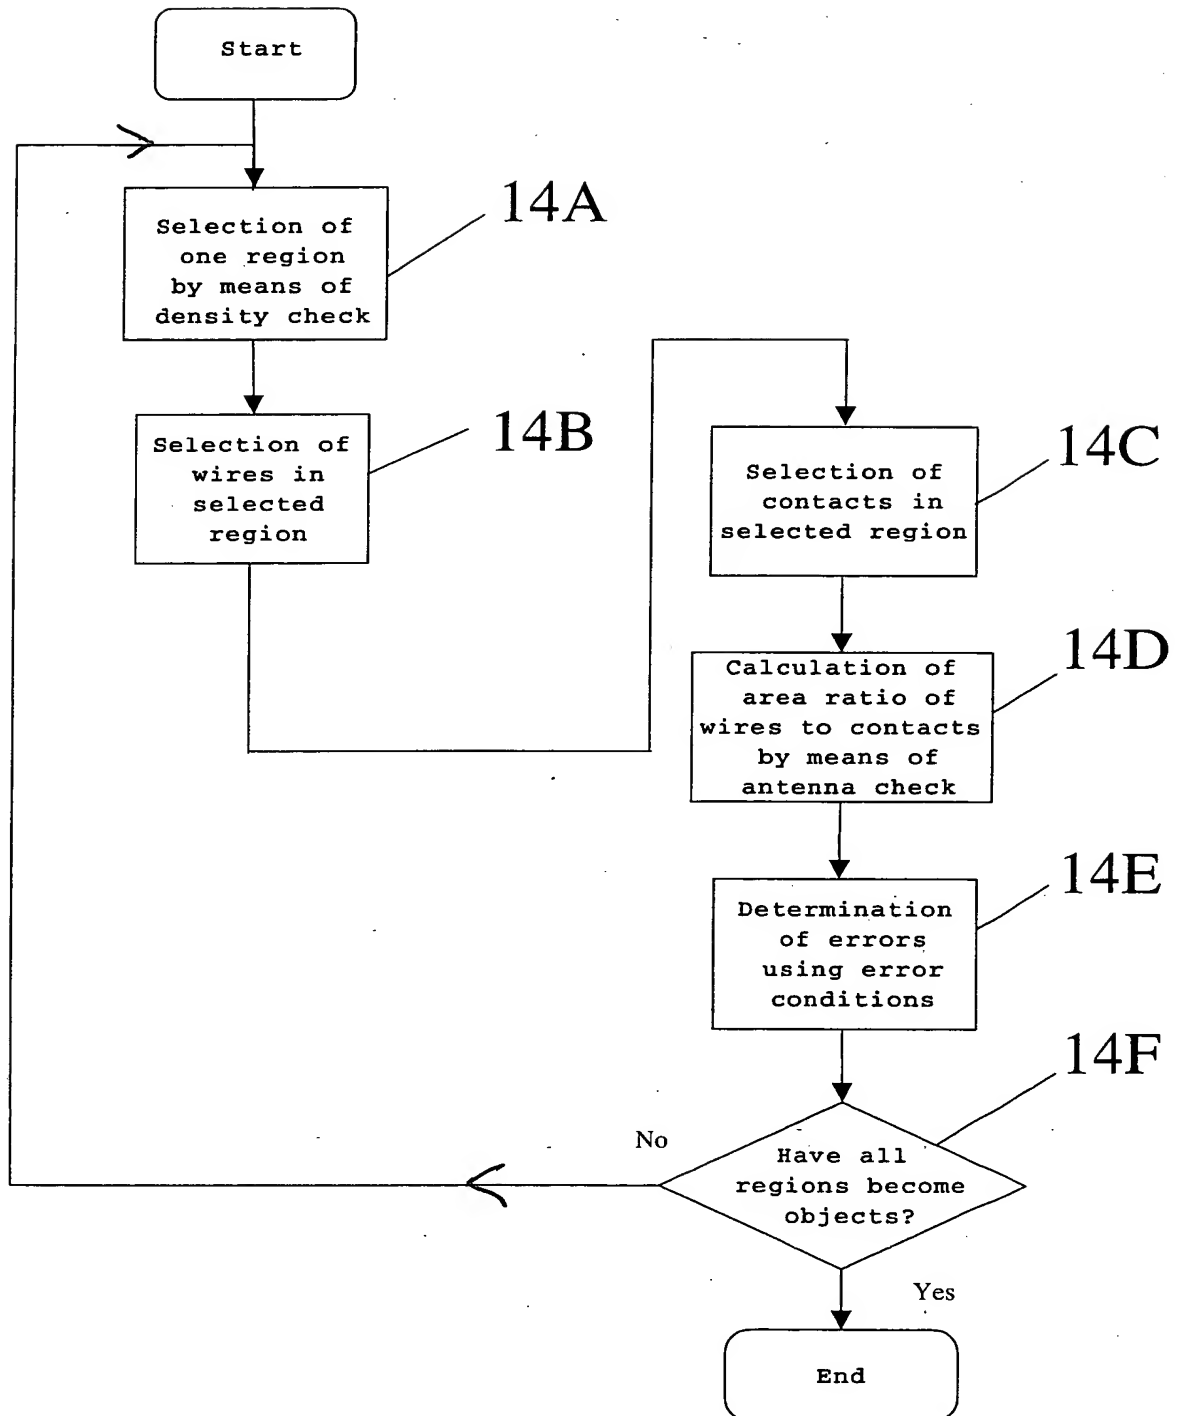 Start
14A
Selection of
one region
by means of
density check
14B
Selection of
wires in
selected
region
14C
Selection of
contacts in
selected region
14D
Calculation of
area ratio of
wires to contacts
by means of
antenna check
14E
Determination
of errors
using error
conditions
14F
No
Have all
regions become
objects?
Yes
End